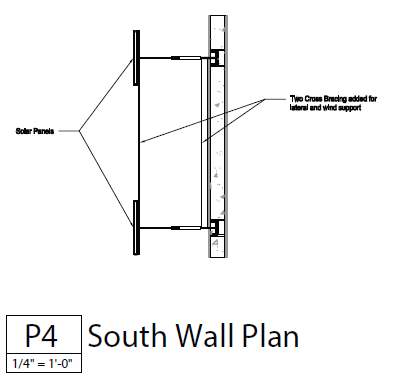 Two Cross Bracing added for
lateral and wind support
Solar Panels
P4
South Wall Plan
1/4" = 1'-0"